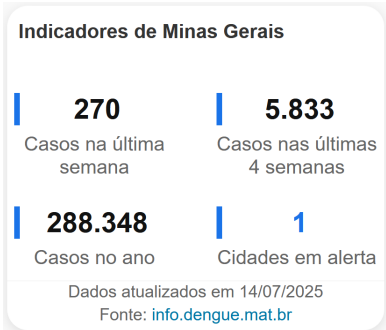 Indicadores de Minas Gerais
270
Casos na última
semana
5.833
Casos nas últimas
4 semanas
288.348
Casos no ano
1
Cidades em alerta
Dados atualizados em 14/07/2025
Fonte: info.dengue.mat.br